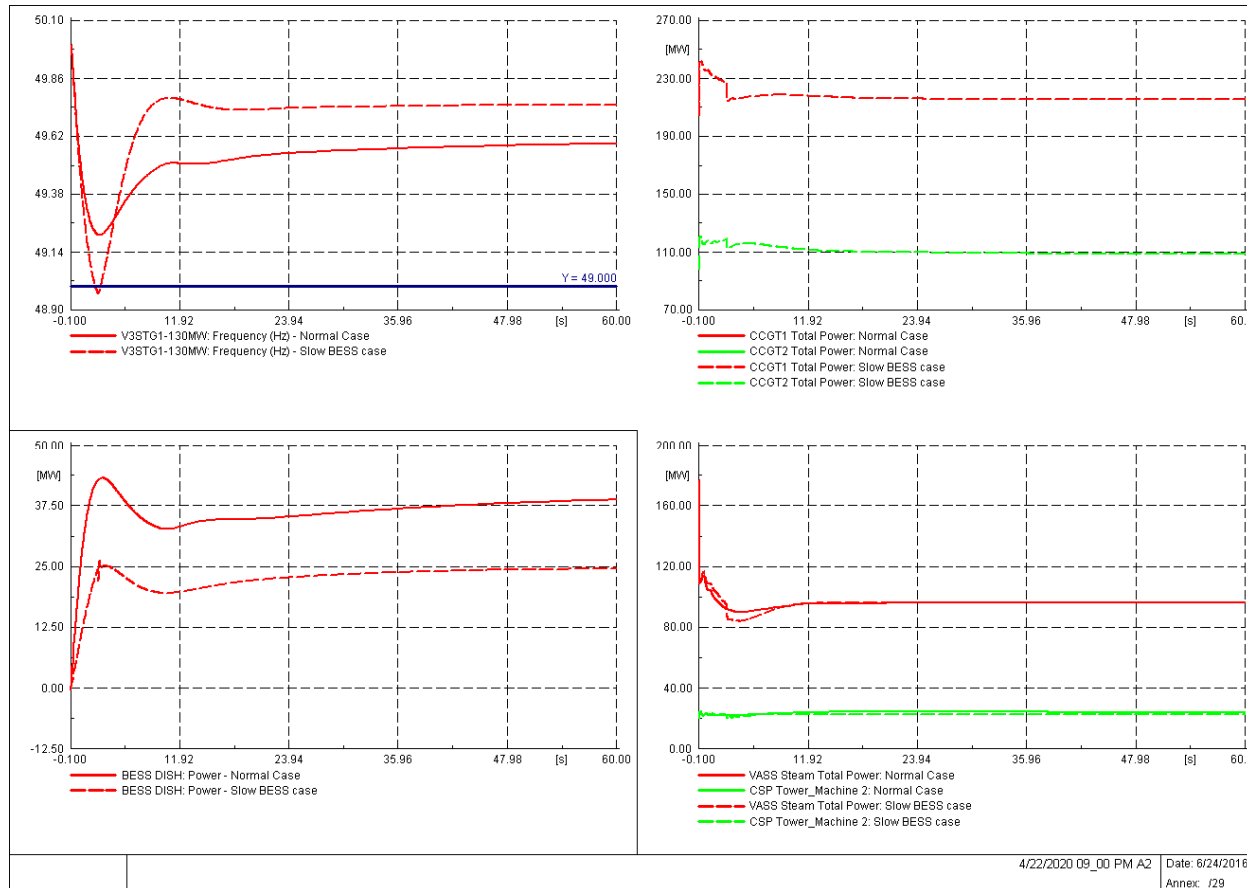 50.10
49.86
49.62
49.38
49.14
48.90
-0.100 11.92 23.94 35.96 47.98 [s] 60.00
Y = 49.000
V3STG1-130MW: Frequency (Hz) - Normal Case
V3STG1-130MW: Frequency (Hz) - Slow BESS case
270.00
[MW]
230.00
190.00
150.00
110.00
70.00
-0.100 11.92 23.94 35.96 47.98 [s] 60.
CCGT1 Total Power: Normal Case
CCGT2 Total Power: Normal Case
CCGT1 Total Power: Slow BESS case
CCGT2 Total Power: Slow BESS case
50.00
[MW]
37.50
25.00
12.50
0.00
-12.50
-0.100 11.92 23.94 35.96 47.98 [s] 60.00
BESS DISH: Power - Normal Case
BESS DISH: Power - Slow BESS case
200.00
[MW]
160.00
120.00
80.00
40.00
0.00
-0.100 11.92 23.94 35.96 47.98 [s] 60.
VASS Steam Total Power: Normal Case
CSP Tower_Machine 2: Normal Case
VASS Steam Total Power: Slow BESS case
CSP Tower_Machine 2: Slow BESS case
4/22/2020 09_00 PM A2
Date: 6/24/2016
Annex: /29